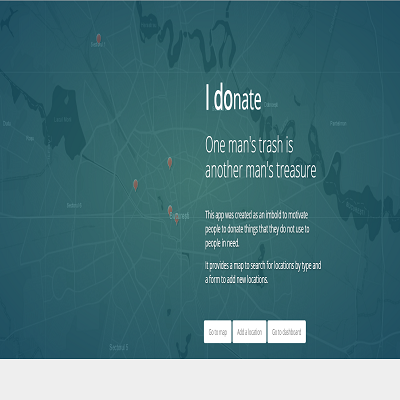 I donate
One man's trash is
another man's treasure
This app was created as an imbold to motivate
people to donate things that they do not use to
people in need.
It provides a map to search for locations by type and
a form to add new locations.
Go to map
Add a location
Go to dashboard